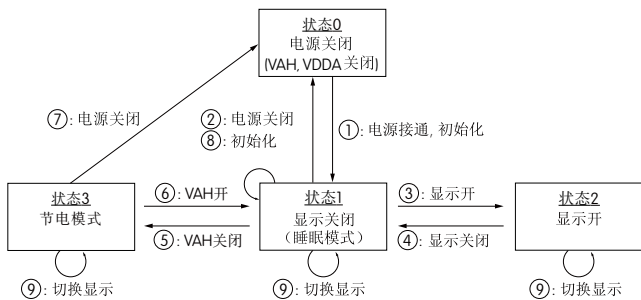 状态0
电源关闭
(VAH, VDDA关闭)
⑦: 电源关闭
②: 电源关闭
⑧: 初始化
①: 电源接通, 初始化
状态3
节电模式
⑥: VAH开
⑤: VAH关闭
状态1
显示关闭
（睡眠模式）
③: 显示开
④: 显示关闭
状态2
显示开
⑨: 切换显示
⑨: 切换显示
⑨: 切换显示